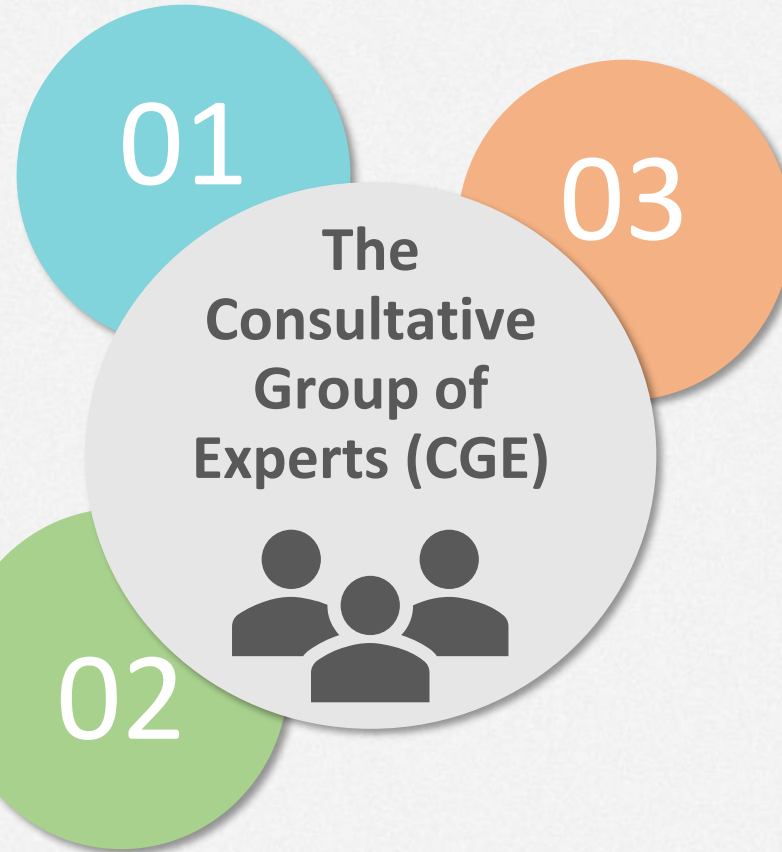 01
03
The
Consultative
Group of
Experts (CGE)
02